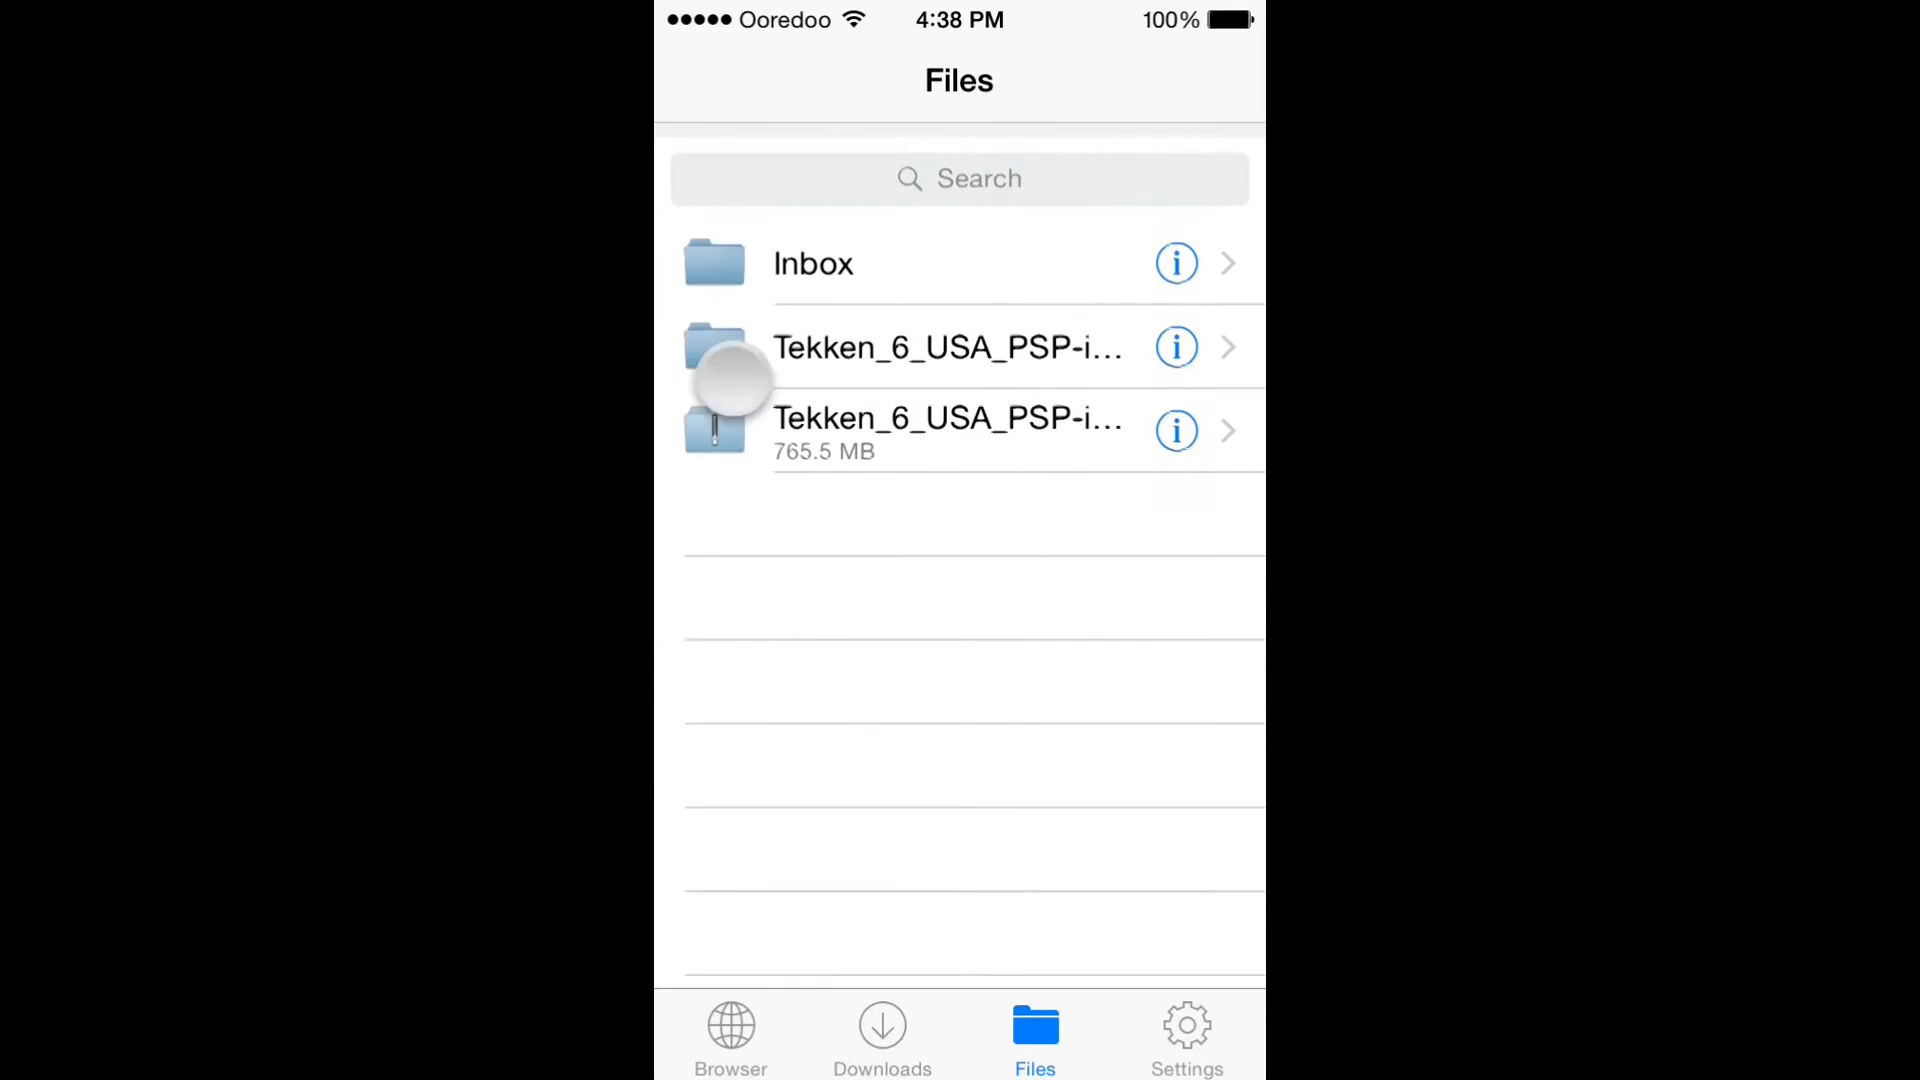 Ooredoo 4:38 PM 100%
Files
Search
Inbox
Tekken_6_USA_PSP-i...
Tekken_6_USA_PSP-i...
765.5 MB
Browser Downloads Files Settings